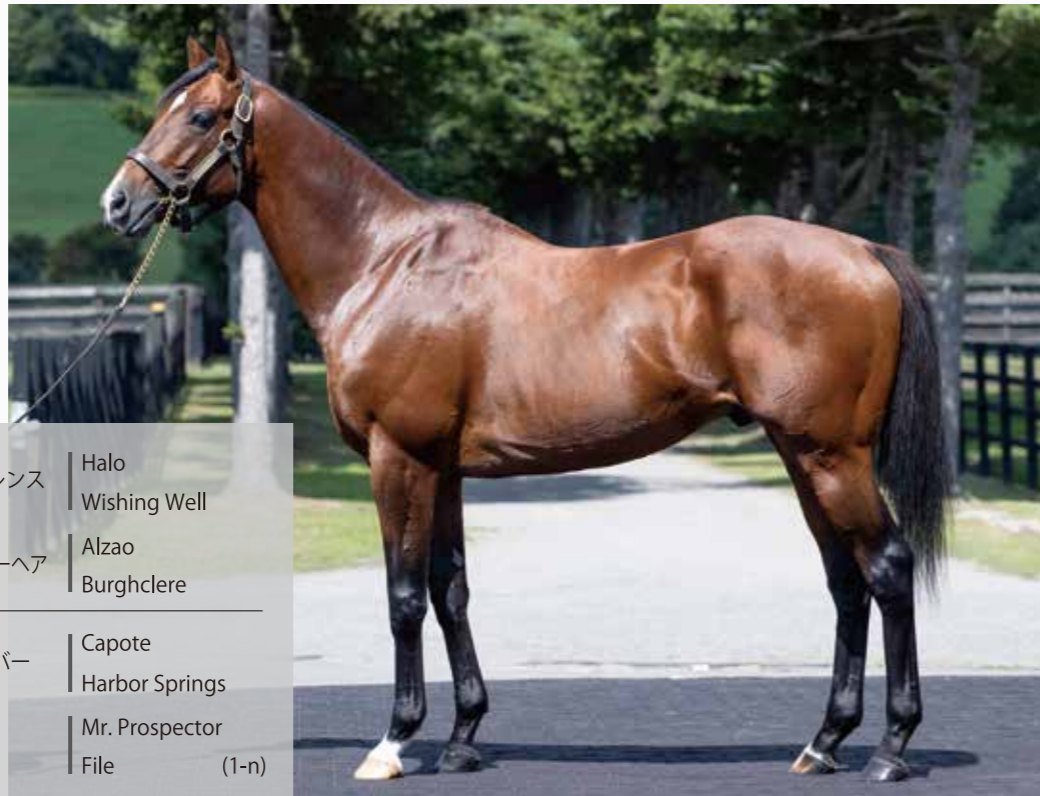 レンス
Halo
Wishing Well
ーヘア
Alzao
Burghclere
バー
Capote
Harbor Springs
Mr. Prospector
File (1-n)